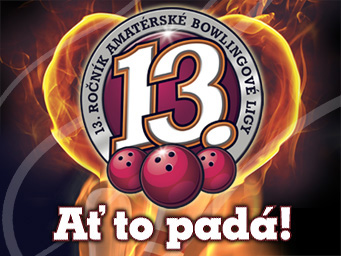 13. ROČNÍK AMATÉRSKÉ BOWLINGOVÉ LIGY
13.
Ať to padá!